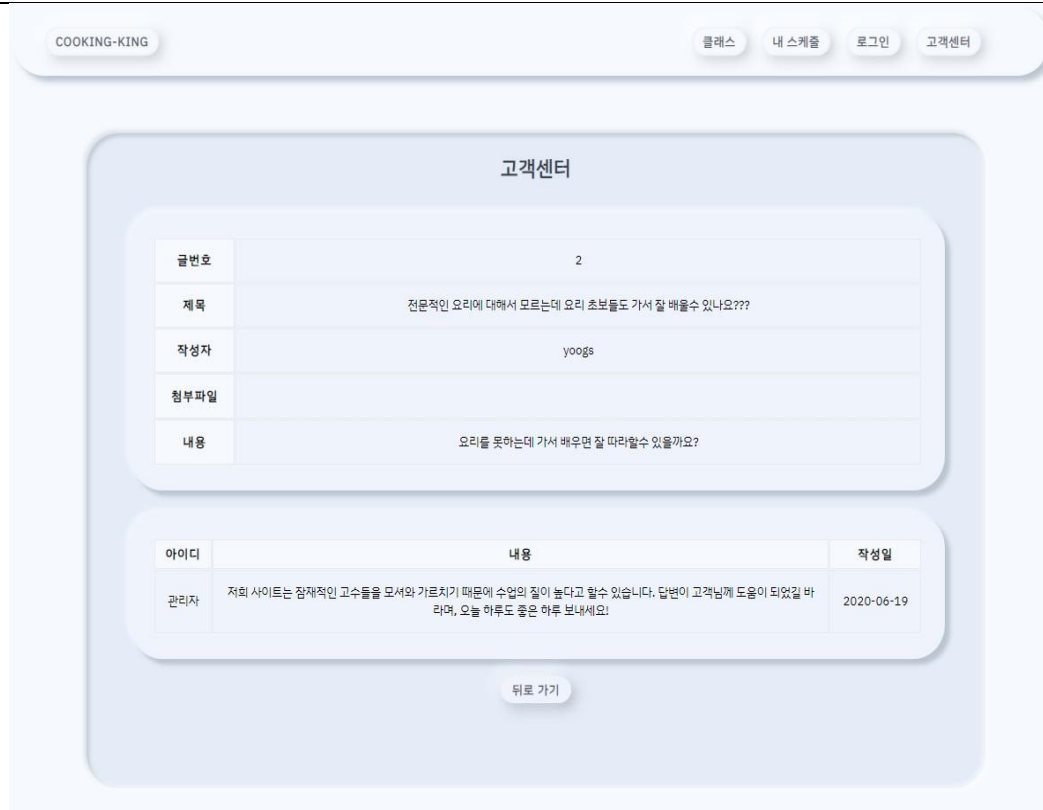 COOKING-KING 클래스 내 스케줄 로그인 고객센터
고객센터
글번호 2
제목 전문적인 요리에 대해서 모르는데 요리 초보들도 가서 잘 배울수 있나요???
작성자 yoogs
첨부파일
내용 요리를 못하는데 가서 배우면 잘 따라할수 있을까요?
아이디 내용 작성일
관리자 저희 사이트는 잠재적인 고수들을 모셔와 가르치기 때문에 수업의 질이 높다고 할수 있습니다. 답변이 고객님께 도움이 되었길 바
라며, 오늘 하루도 좋은 하루 보내세요! 2020-06-19
뒤로 가기